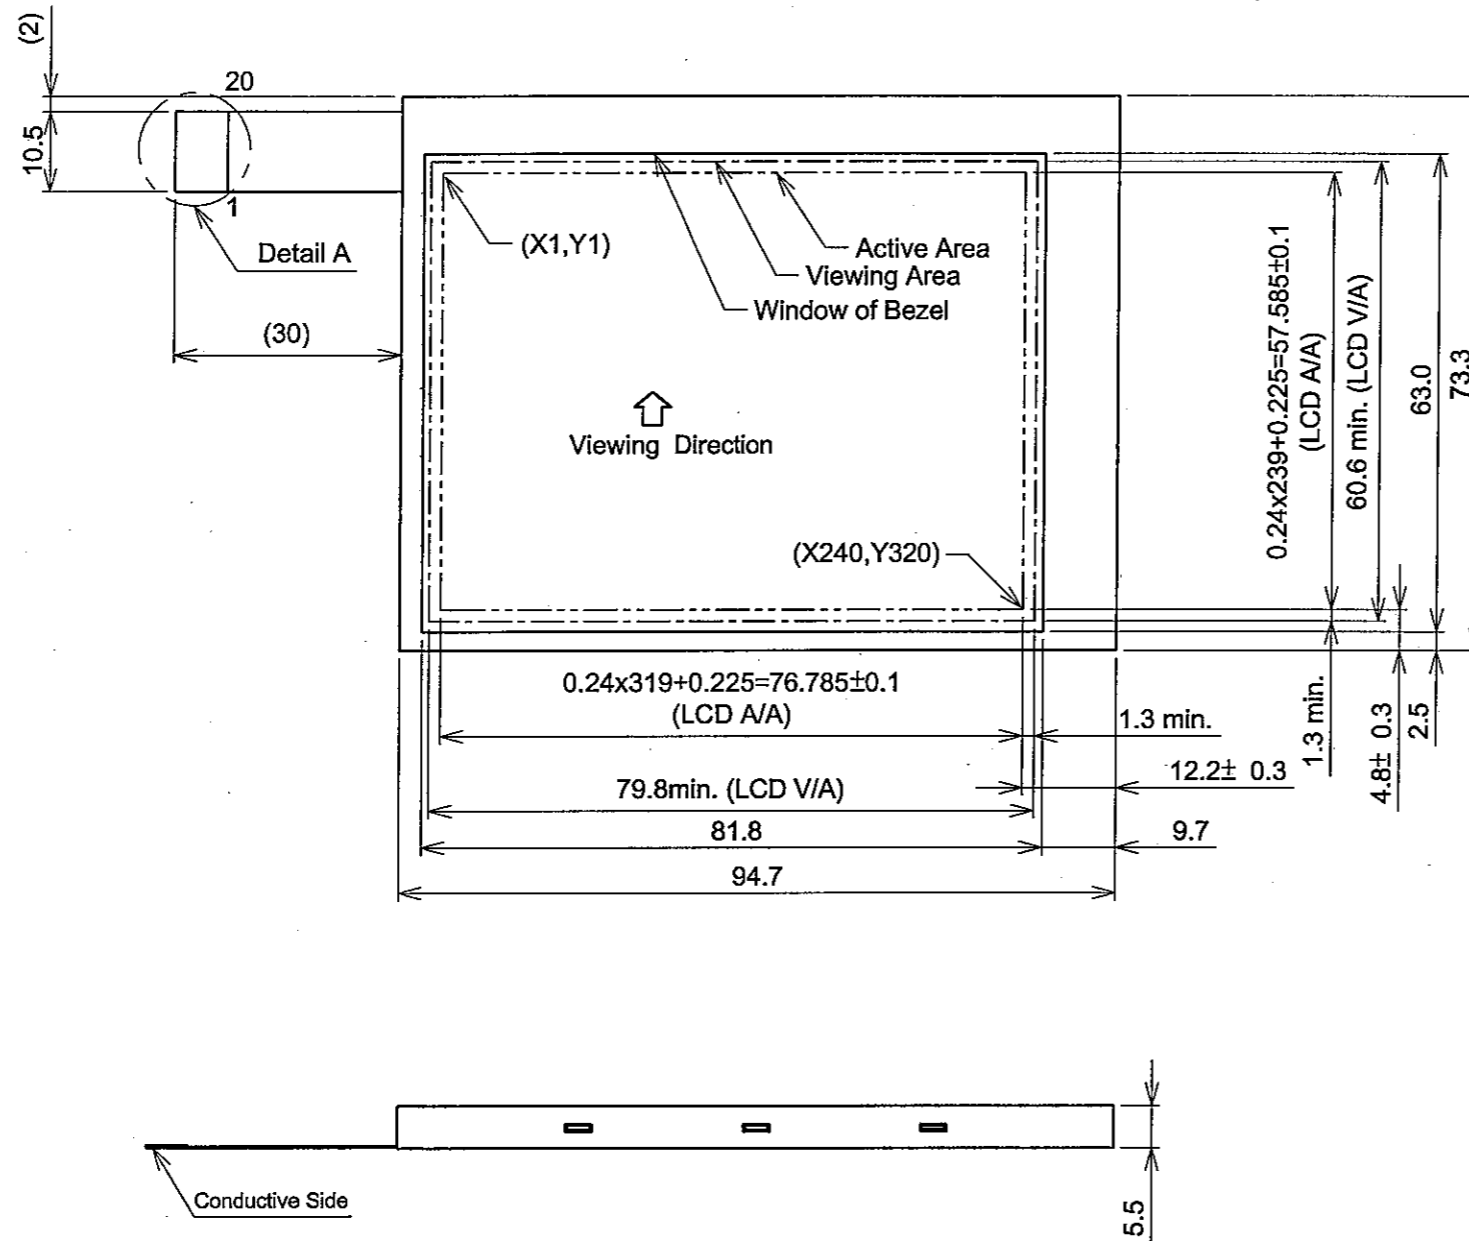 (2)
20
10.5
1
Detail A
(30)
(X1,Y1)
Active Area
Viewing Area
Window of Bezel
Viewing Direction
(X240,Y320)
0.24x239+0.225=57.585±0.1
(LCD A/A)
60.6 min. (LCD V/A)
63.0
73.3
0.24x319+0.225=76.785±0.1
(LCD A/A)
1.3 min.
12.2± 0.3
79.8min. (LCD V/A)
81.8
9.7
94.7
1.3 min.
4.8± 0.3
2.5
Conductive Side
5.5